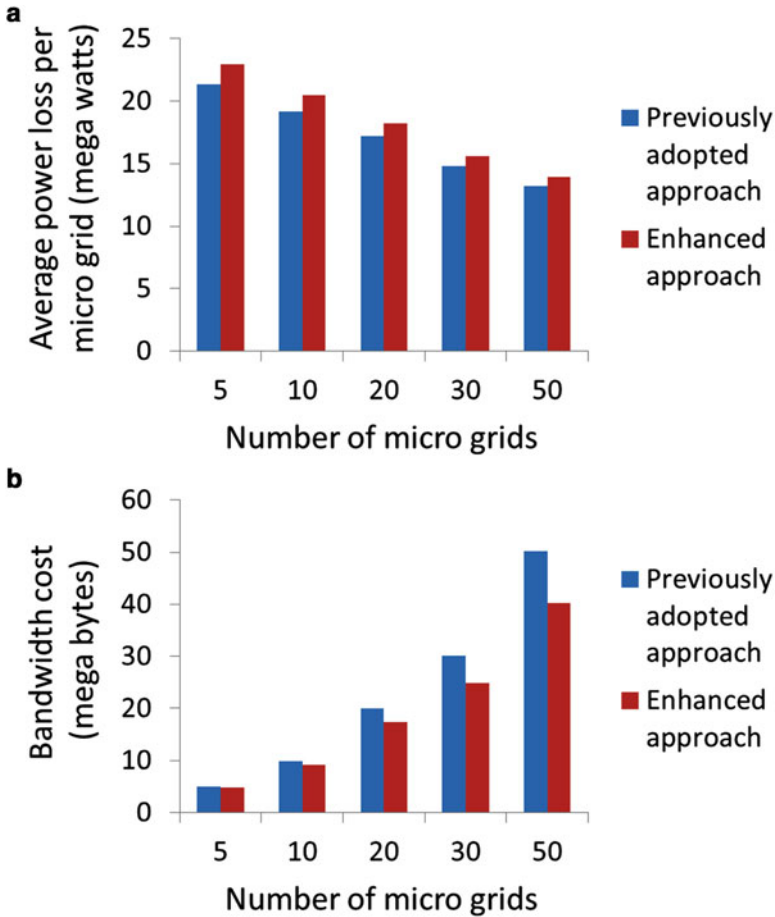 a
Average power loss per
micro grid (mega watts)
25
20
15
10
5
0
5 10 20 30 50
Number of micro grids
Previously
adopted
approach
Enhanced
approach
b
Bandwidth cost
(mega bytes)
60
50
40
30
20
10
0
5 10 20 30 50
Number of micro grids
Previously
adopted
approach
Enhanced
approach